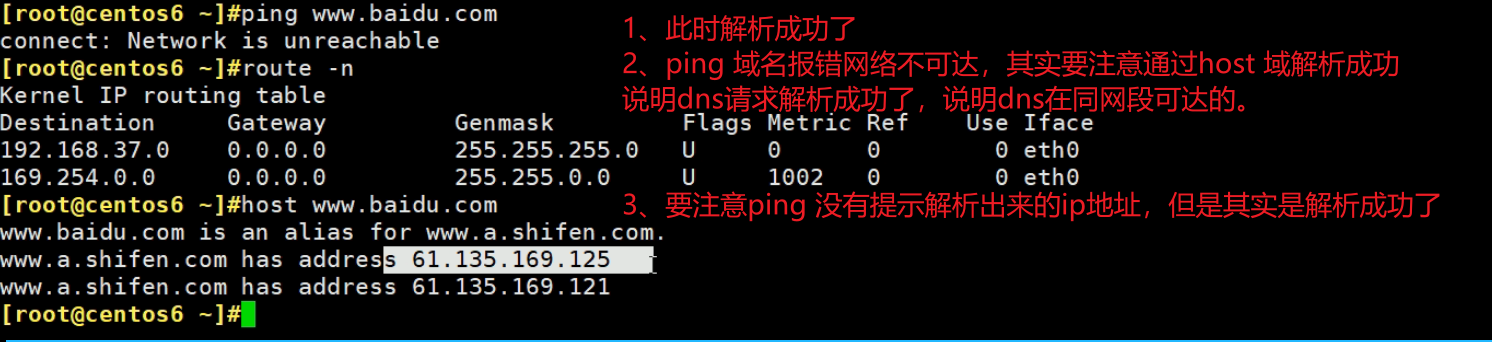 [root@centos6 ~]#ping www.baidu.com
connect: Network is unreachable
[root@centos6 ~]#route -n
Kernel IP routing table
Destination Gateway Genmask Flags Metric Ref Use Iface
192.168.37.0 0.0.0.0 255.255.255.0 U 0 0 0 eth0
169.254.0.0 0.0.0.0 255.255.0.0 U 1002 0 0 eth0
[root@centos6 ~]#host www.baidu.com
www.baidu.com is an alias for www.a.shifen.com.
www.a.shifen.com has address 61.135.169.125
www.a.shifen.com has address 61.135.169.121
[root@centos6 ~]#
1、此时解析成功了
2、ping 域名报错网络不可达，其实要注意通过host 域解析成功
说明dns请求解析成功了，说明dns在同网段可达的。
3、要注意ping 没有提示解析出来的ip地址，但是其实是解析成功了